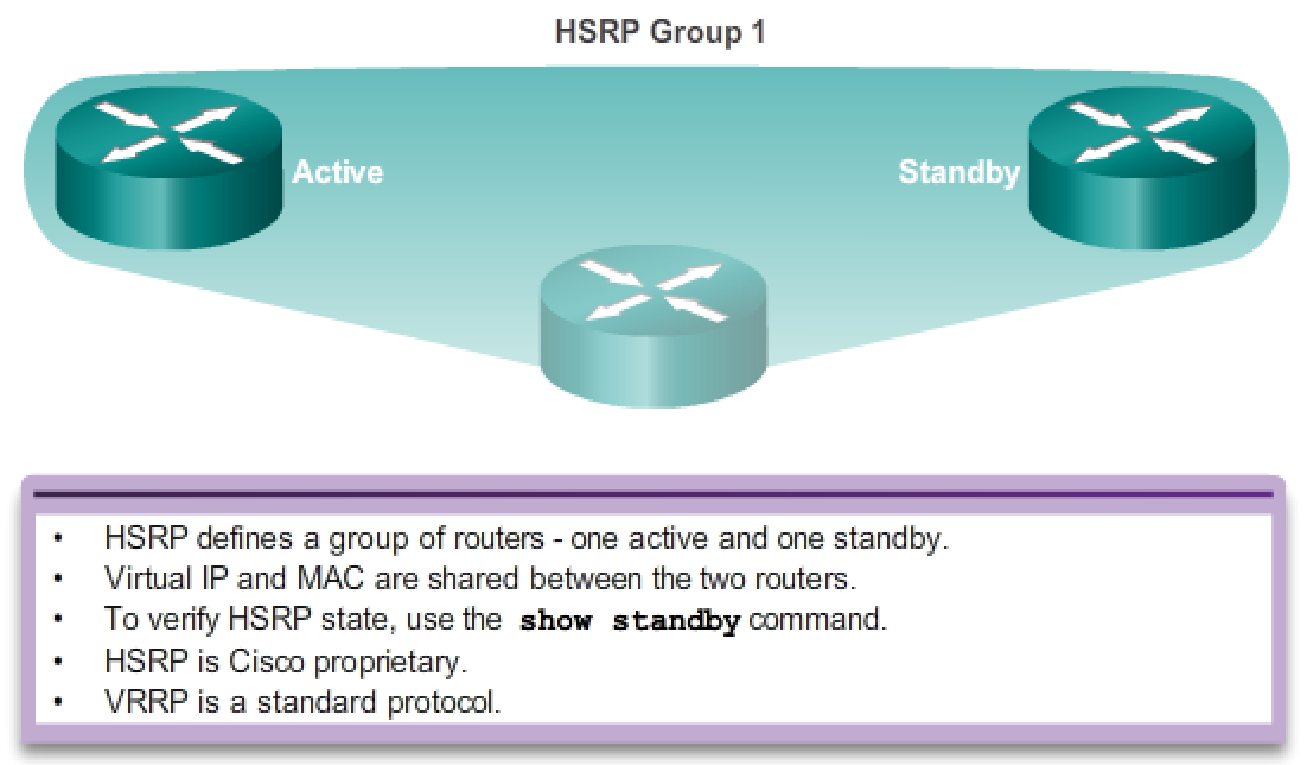 HSRP Group 1
Active
Standby
• HSRP defines a group of routers - one active and one standby.
• Virtual IP and MAC are shared between the two routers.
• To verify HSRP state, use the show standby command.
• HSRP is Cisco proprietary.
• VRRP is a standard protocol.